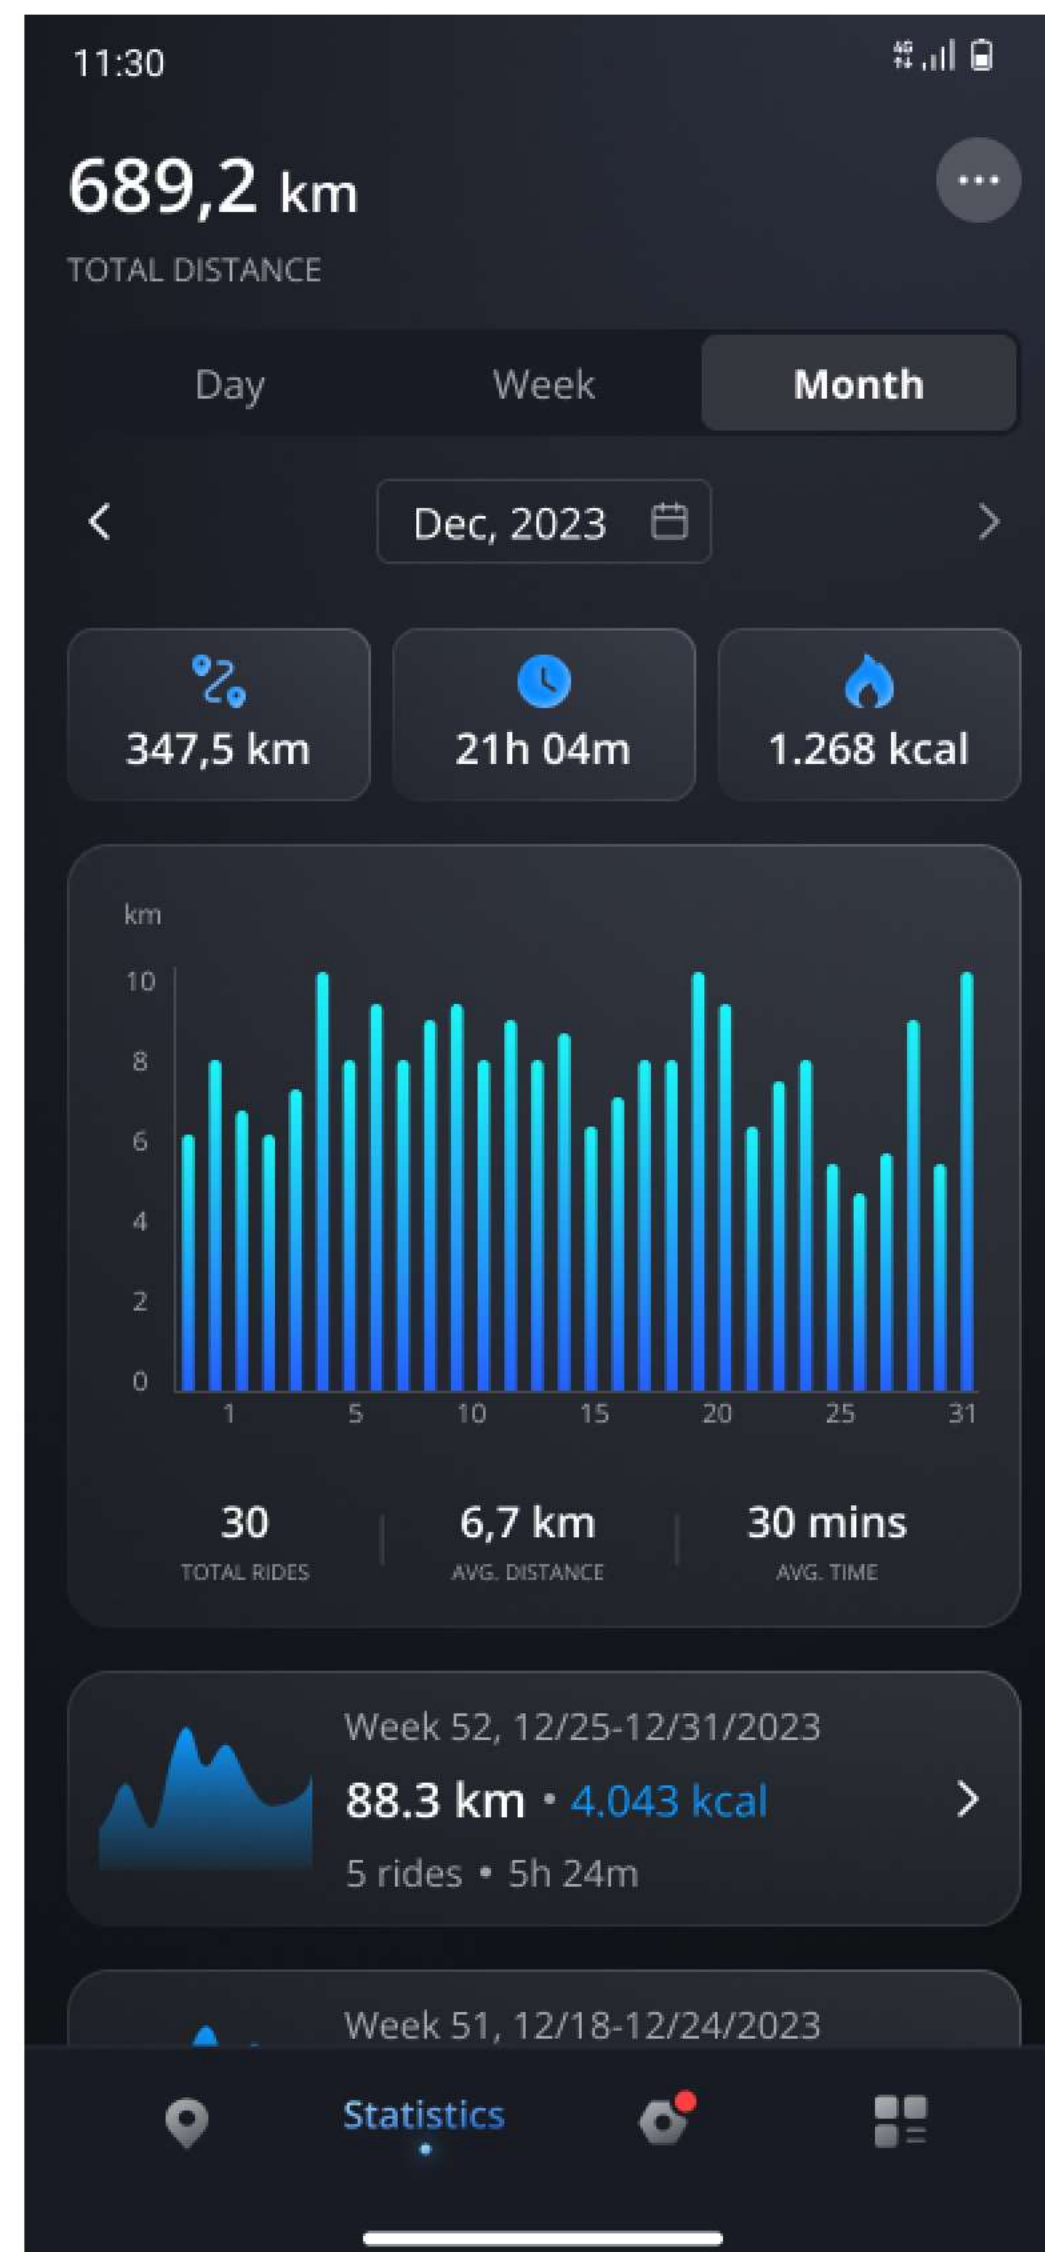 11:30
4G
689,2 km
TOTAL DISTANCE
Day Week Month
Dec, 2023
347,5 km 21h 04m 1.268 kcal
km
10
8
6
4
2
0
1 5 10 15 20 25 31
30 6,7 km 30 mins
TOTAL RIDES AVG. DISTANCE AVG. TIME
Week 52, 12/25-12/31/2023
88.3 km • 4.043 kcal
5 rides • 5h 24m
Week 51, 12/18-12/24/2023
Statistics